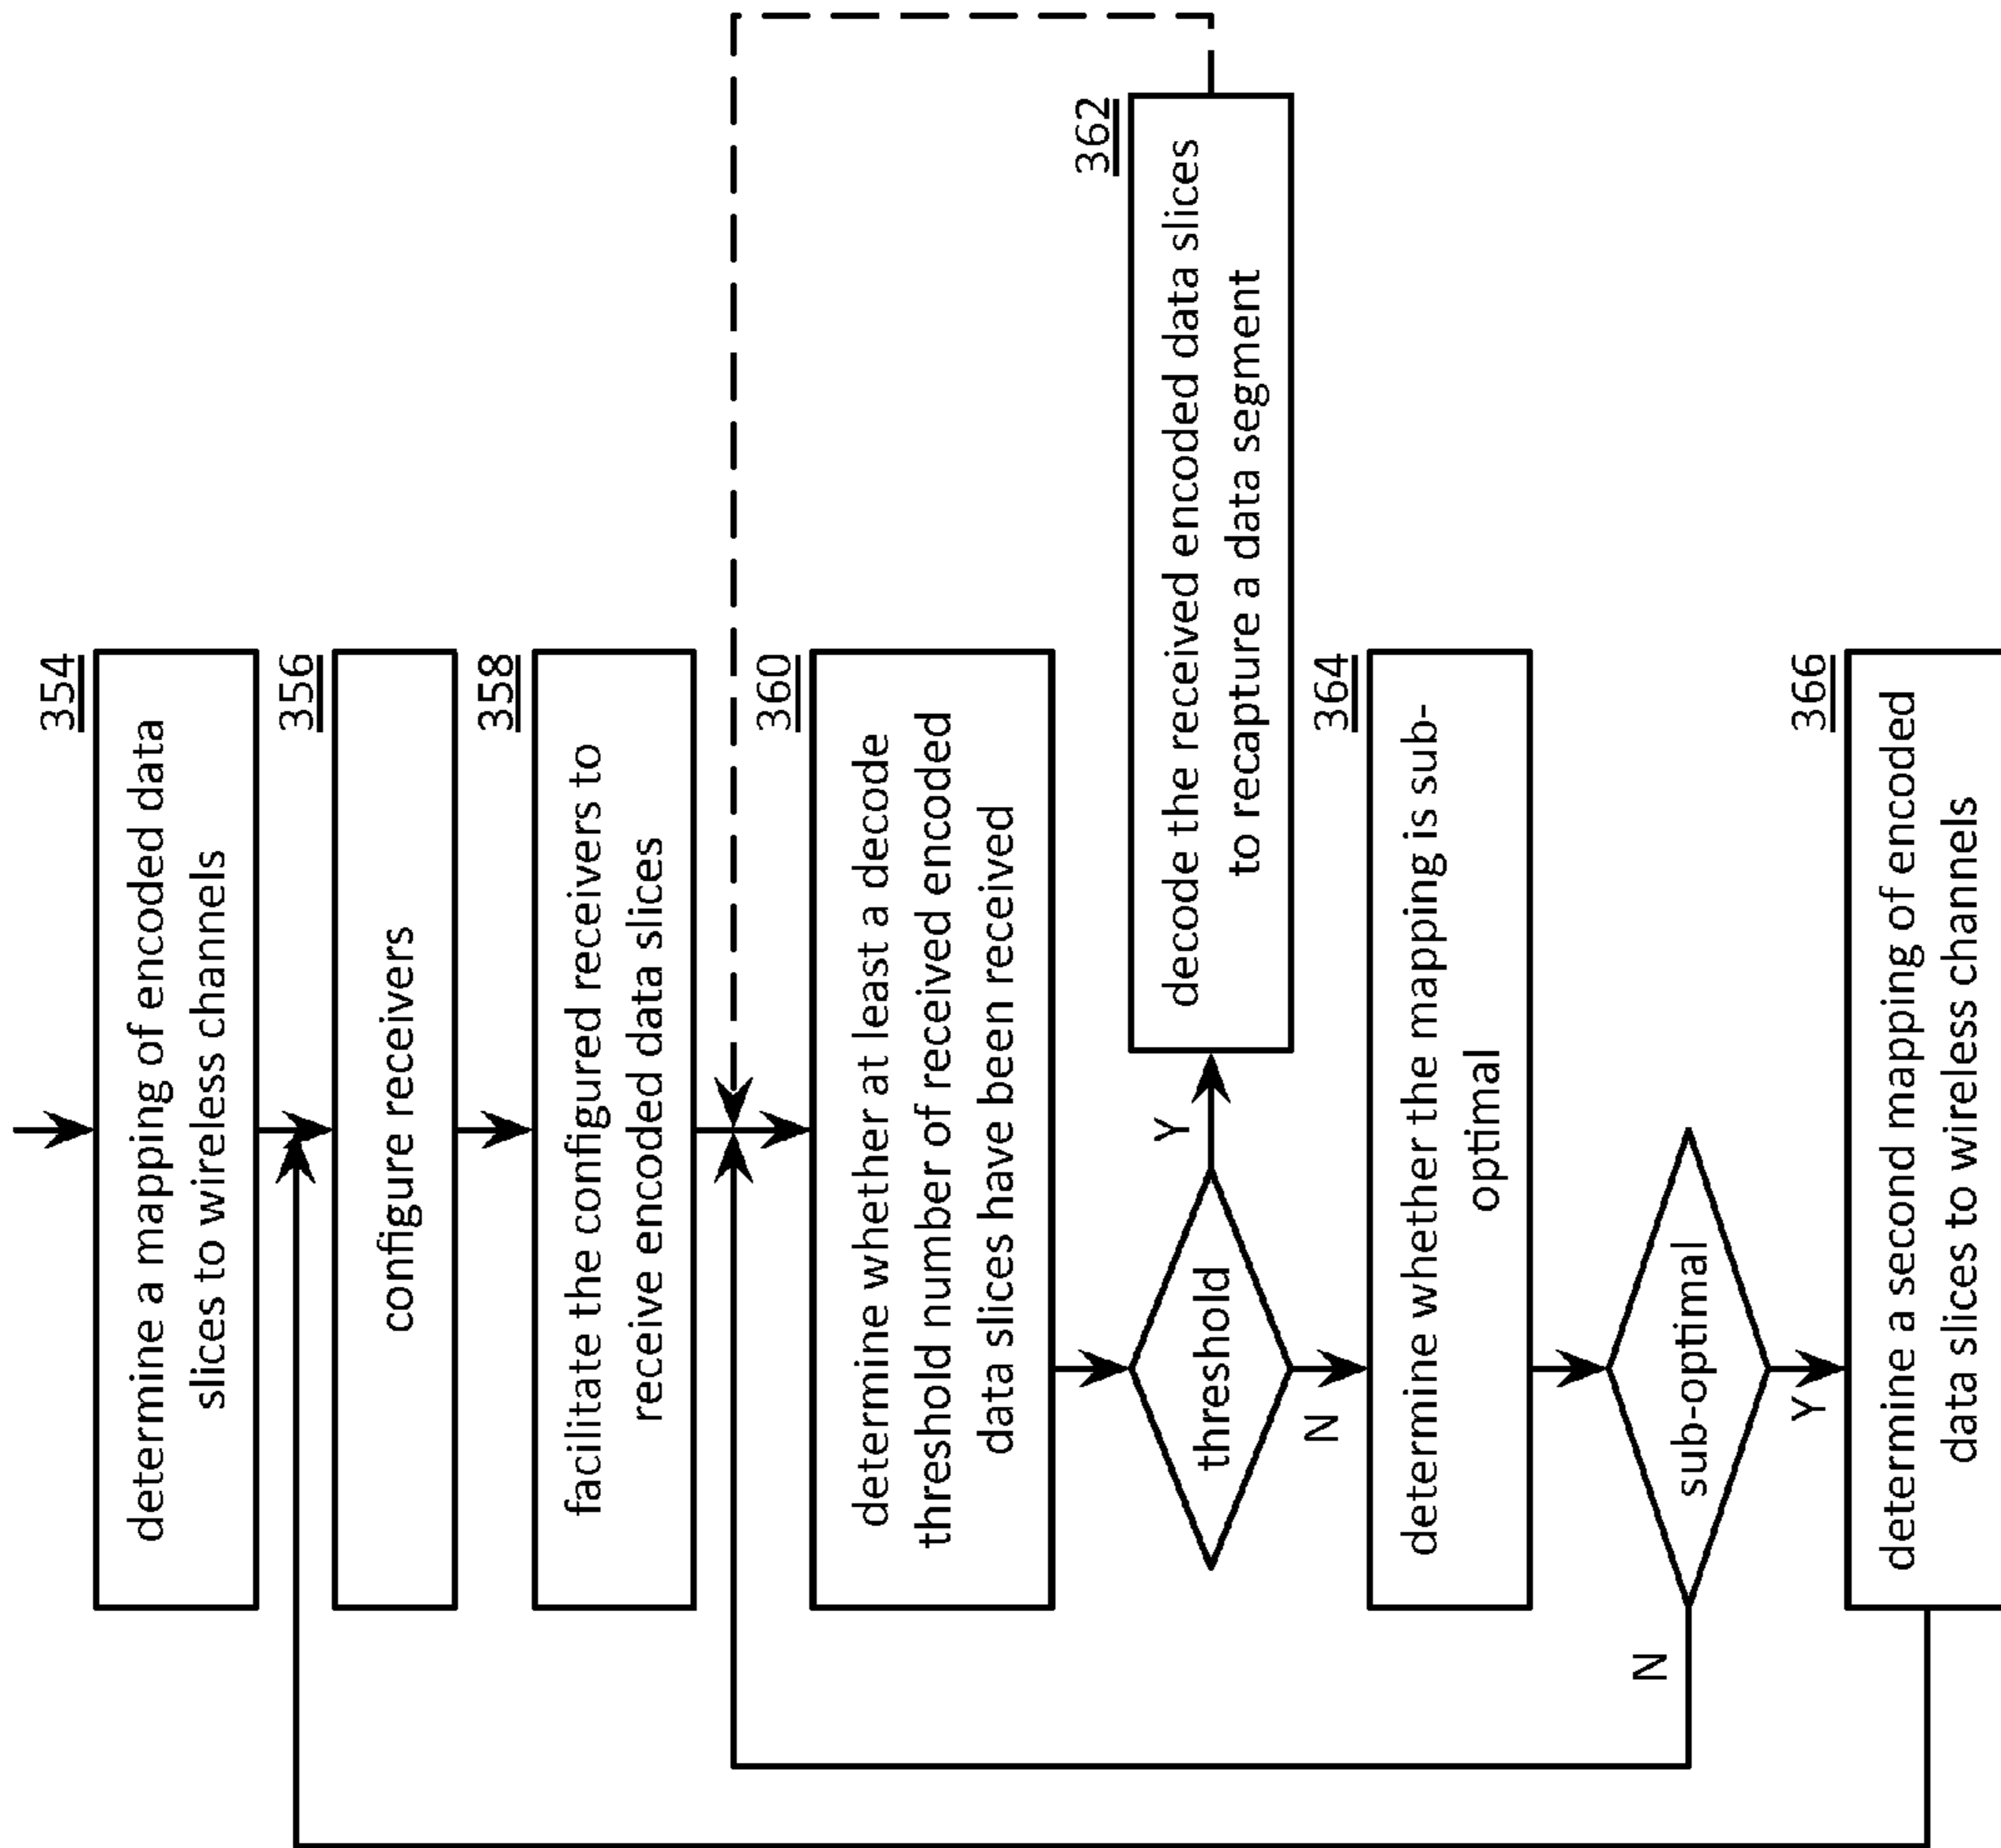 354
determine a mapping of encoded data
slices to wireless channels
356
configure receivers
358
facilitate the configured receivers to
receive encoded data slices
360
determine whether at least a decode
threshold number of received encoded
data slices have been received
threshold
Y
N
362
decode the received encoded data slices
to recapture a data segment
364
determine whether the mapping is sub-
optimal
sub-optimal
N
Y
366
determine a second mapping of encoded
data slices to wireless channels